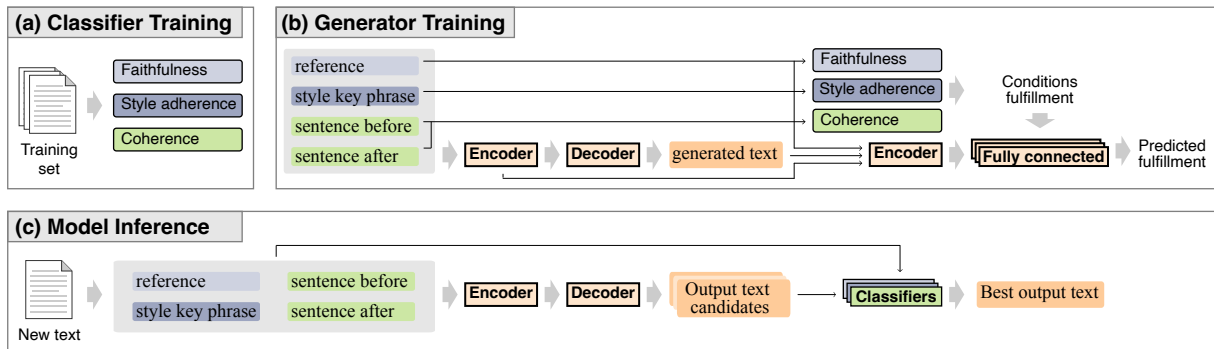 (a) Classifier Training
Training
set
Faithfulness
Style adherence
Coherence
(b) Generator Training
reference
style key phrase
sentence before
sentence after
Encoder
Decoder
generated text
Faithfulness
Style adherence
Coherence
Encoder
Conditions
fulfillment
Fully connected
Predicted
fulfillment
(c) Model Inference
New text
reference
sentence before
style key phrase
sentence after
Encoder
Decoder
Output text
candidates
Classifiers
Best output text